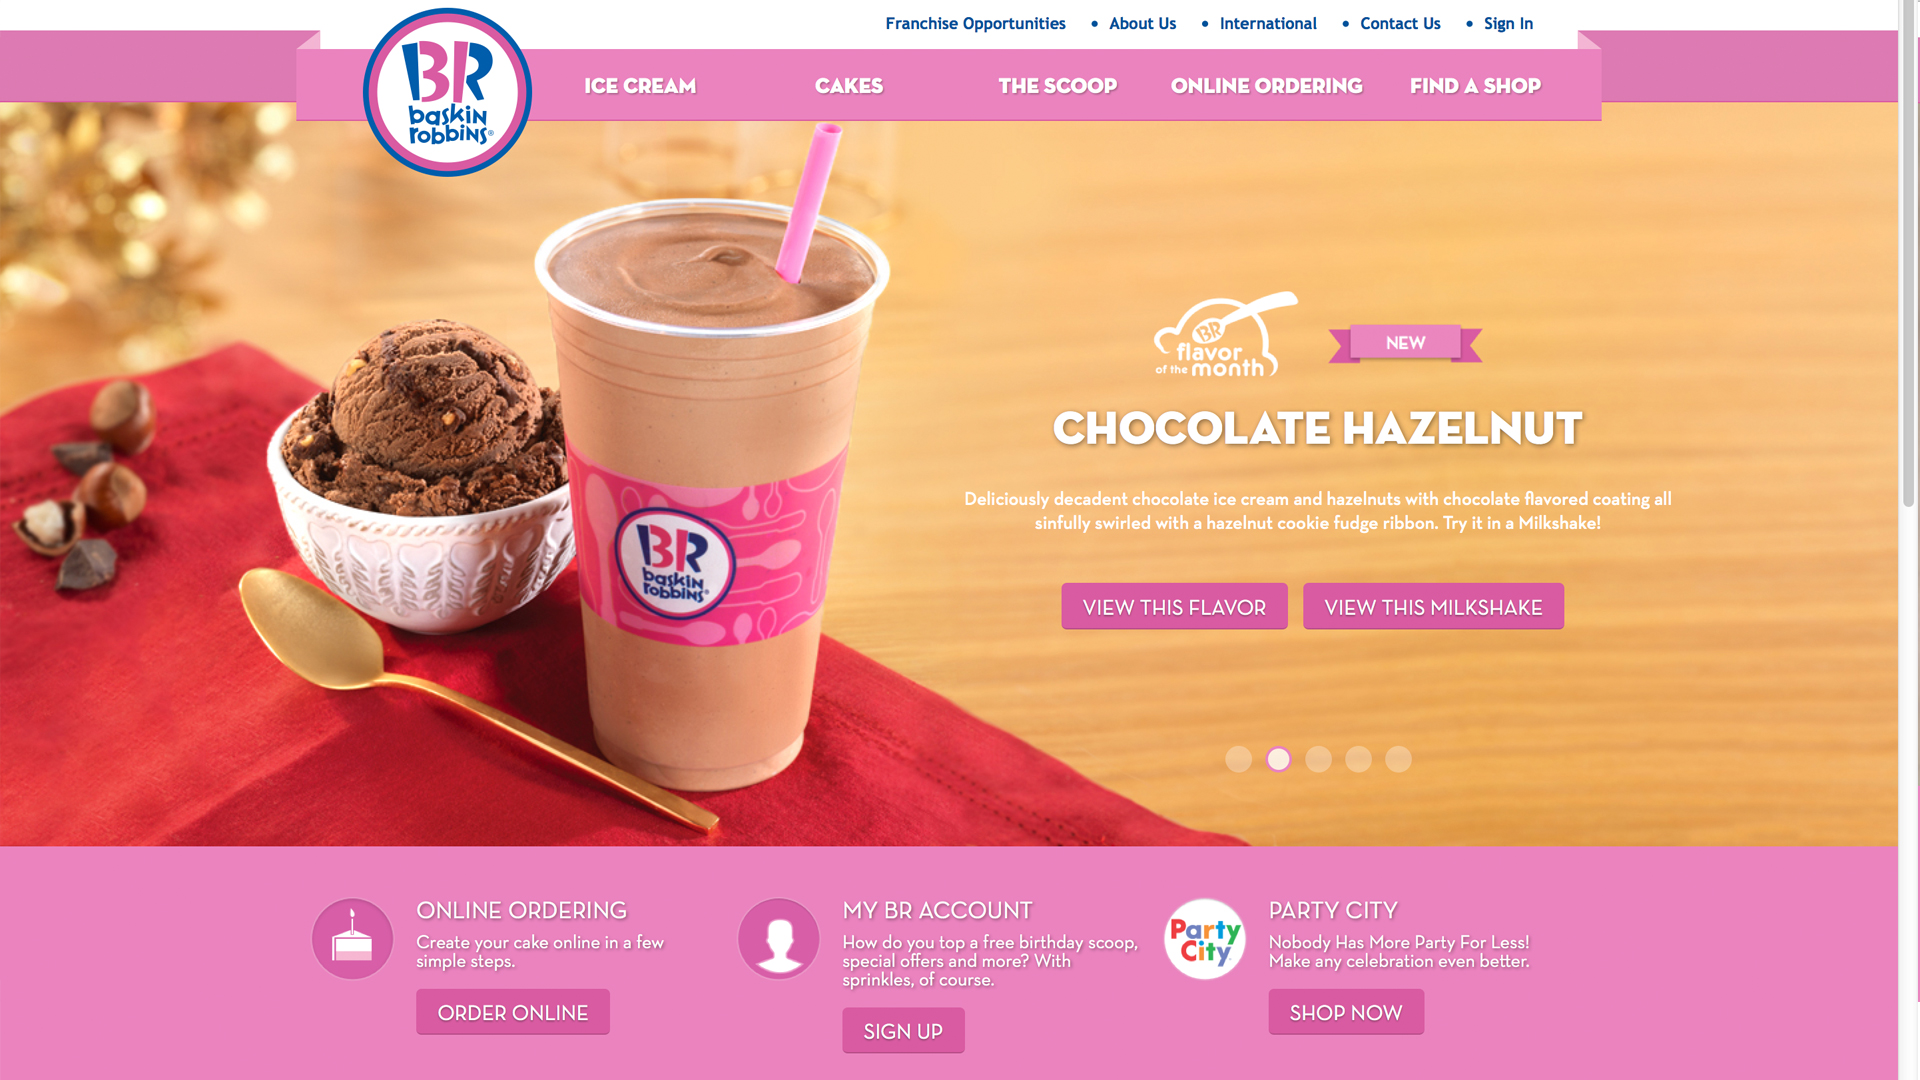 Franchise Opportunities • About Us • International • Contact Us • Sign In
BR
baskin
robbins®
ICE CREAM
CAKES
THE SCOOP
ONLINE ORDERING
FIND A SHOP
BR
flavor
of the month
NEW
CHOCOLATE HAZELNUT
Deliciously decadent chocolate ice cream and hazelnuts with chocolate flavored coating all
sinfully swirled with a hazelnut cookie fudge ribbon. Try it in a Milkshake!
VIEW THIS FLAVOR
VIEW THIS MILKSHAKE
BR
baskin
robbins®
ONLINE ORDERING
Create your cake online in a few
simple steps.
ORDER ONLINE
MY BR ACCOUNT
How do you top a free birthday scoop,
special offers and more? With
sprinkles, of course.
SIGN UP
Party
City
PARTY CITY
Nobody Has More Party For Less!
Make any celebration even better.
SHOP NOW